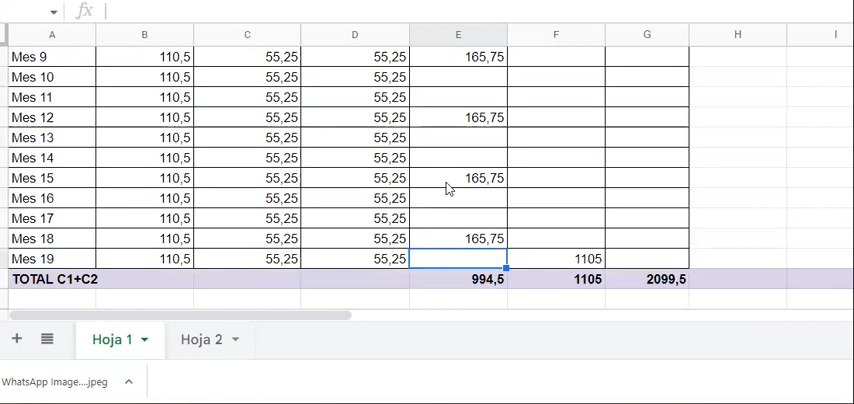 fx
A B C D E F G H I
Mes 9 110,5 55,25 55,25 165,75
Mes 10 110,5 55,25 55,25
Mes 11 110,5 55,25 55,25
Mes 12 110,5 55,25 55,25 165,75
Mes 13 110,5 55,25 55,25
Mes 14 110,5 55,25 55,25
Mes 15 110,5 55,25 55,25 165,75
Mes 16 110,5 55,25 55,25
Mes 17 110,5 55,25 55,25
Mes 18 110,5 55,25 55,25 165,75
Mes 19 110,5 55,25 55,25 1105
TOTAL C1+C2 994,5 1105 2099,5
Hoja 1 Hoja 2
WhatsApp Image....jpeg